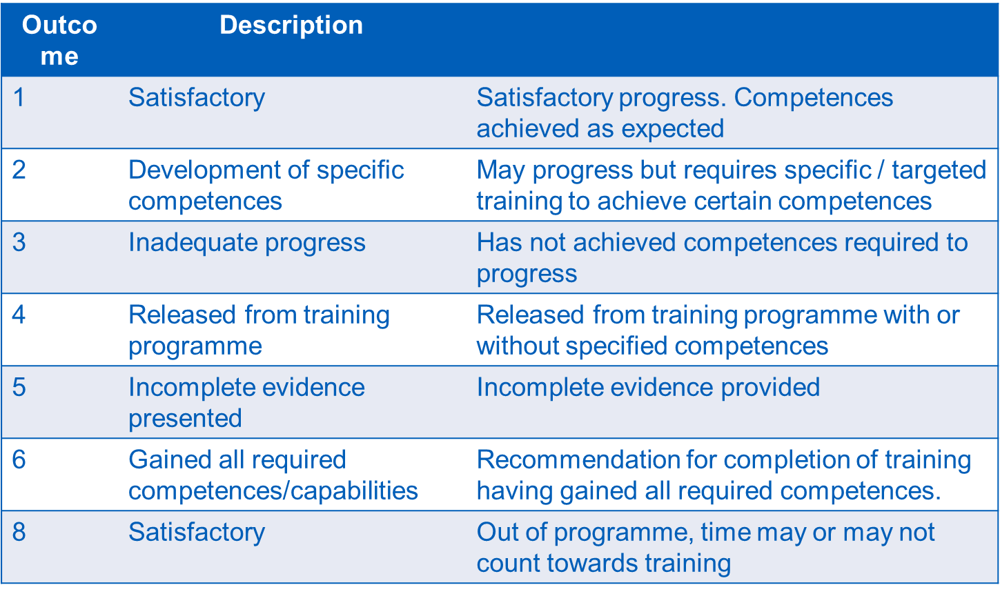 Outco
me
Description
1
Satisfactory
Satisfactory progress. Competences
achieved as expected
2
Development of specific
competences
May progress but requires specific / targeted
training to achieve certain competences
3
Inadequate progress
Has not achieved competences required to
progress
4
Released from training
programme
Released from training programme with or
without specified competences
5
Incomplete evidence
presented
Incomplete evidence provided
6
Gained all required
competences/capabilities
Recommendation for completion of training
having gained all required competences.
8
Satisfactory
Out of programme, time may or may not
count towards training